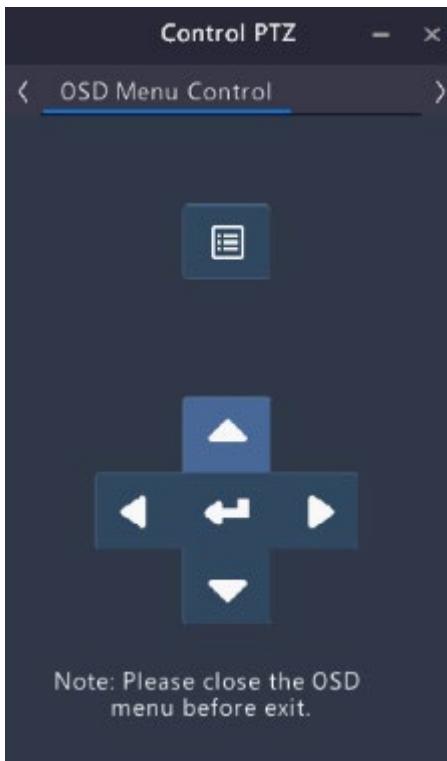 Control PTZ
OSD Menu Control
Note: Please close the OSD
menu before exit.